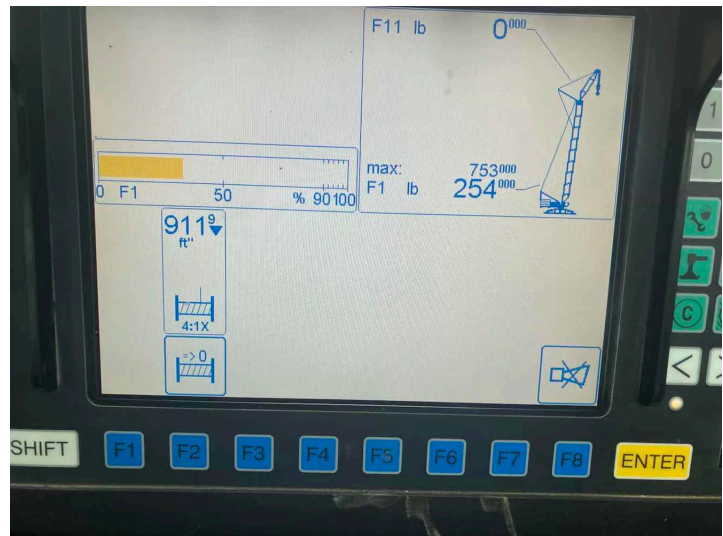 F11 lb 0000
max: 753000
F1 lb 254000
0 F1 50 % 90 100
9119
ft"
4:1X
=> 0
1
0
C
< >
SHIFT F1 F2 F3 F4 F5 F6 F7 F8 ENTER